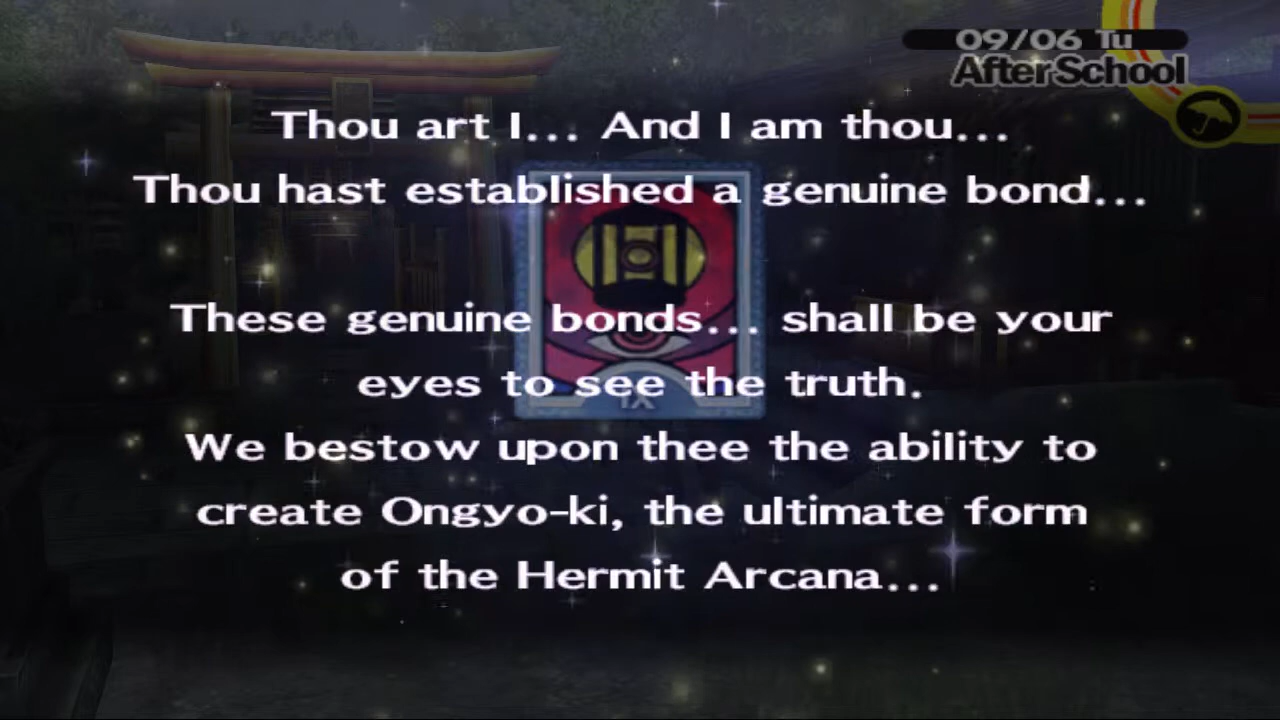 09/06 Tu
After School
Thou art I... And I am thou...
Thou hast established a genuine bond...
These genuine bonds... shall be your
eyes to see the truth.
We bestow upon thee the ability to
create Ongyo-ki, the ultimate form
of the Hermit Arcana...
IX